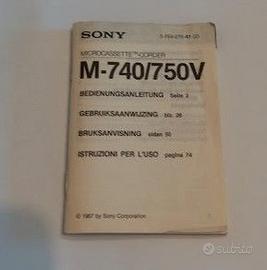 SONY
MICROCASSETTE™-CORDER
M-740/750V
BEDIENUNGSANLEITUNG Seite 2
GEBRUIKSAANWIJZING blz. 26
BRUKSANVISNING sidan 50
ISTRUZIONI PER L'USO pagina 74
© 1987 by Sony Corporation
subito